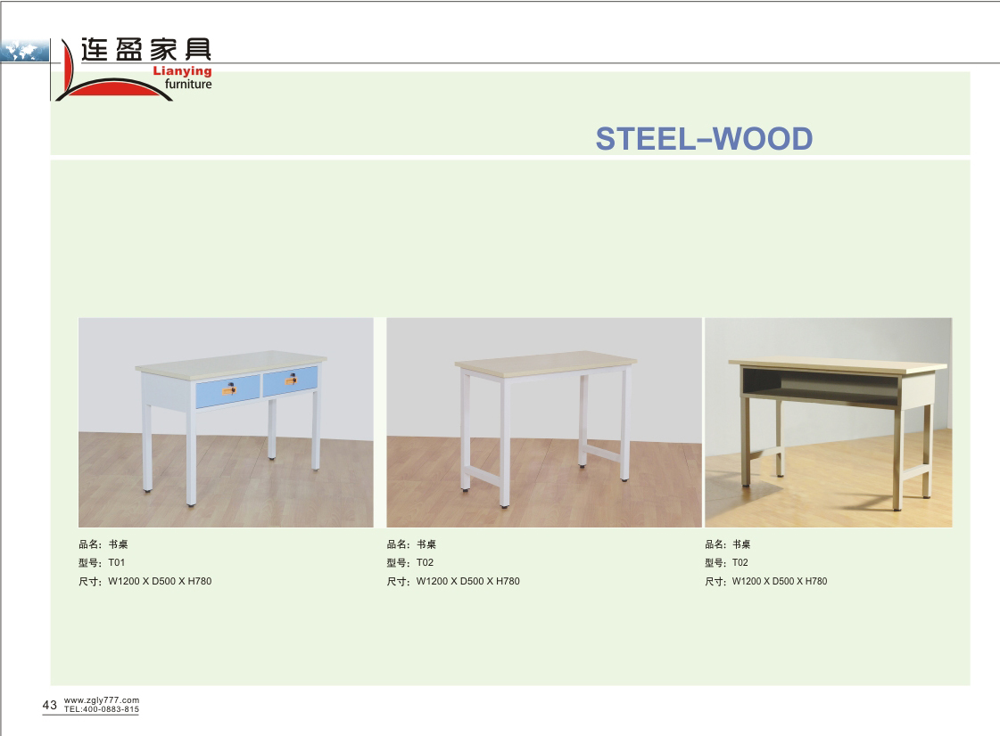 连盈家具
Lianying
furniture
STEEL–WOOD
品名：书桌
型号：T01
尺寸：W1200 X D500 X H780
品名：书桌
型号：T02
尺寸：W1200 X D500 X H780
品名：书桌
型号：T02
尺寸：W1200 X D500 X H780
43
www.zgly777.com
TEL:400-0883-815